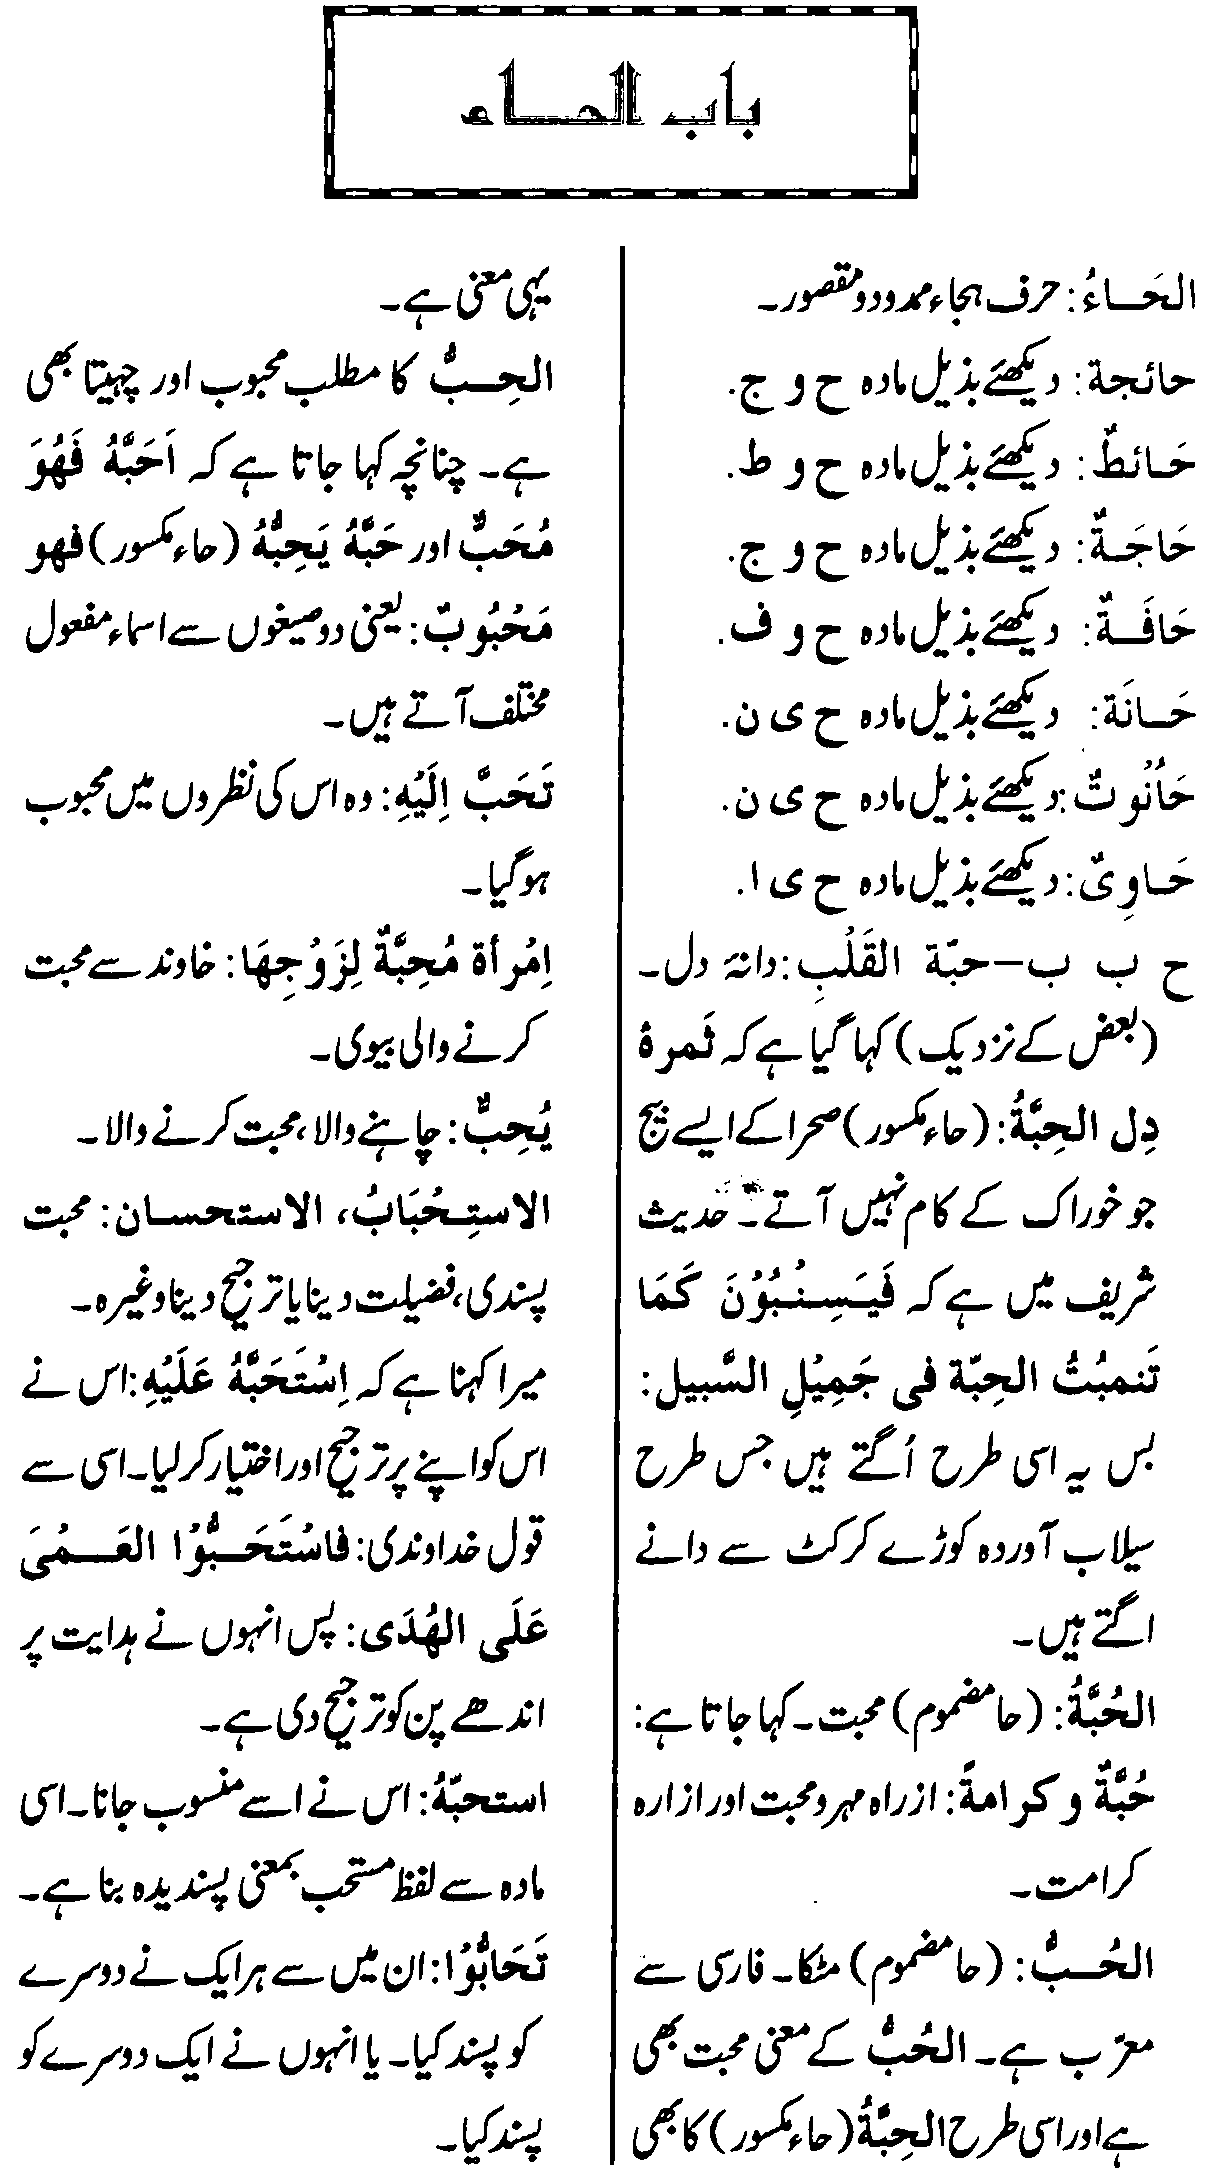 باب الحاء
الحَاءُ: حرف ہجاء ممدود و مقصور۔
حائجة: دیکھئے بذیل مادہ ح و ج.
حَائطٌ: دیکھئے بذیل مادہ ح و ط.
حَاجَةٌ: دیکھئے بذیل مادہ ح و ج.
حَافَةٌ: دیکھئے بذیل مادہ ح و ف.
حَانَة: دیکھئے بذیل مادہ ح ی ن.
حَانُوتٌ: دیکھئے بذیل مادہ ح ی ن.
حَاوِیٌ: دیکھئے بذیل مادہ ح ی ا.
ح ب ب–حبّة القَلْبِ: دانۂ دل۔
(بعض کے نزدیک) کہا گیا ہے کہ ثَمرۂ
دِل الحِبَّةُ: (حاء مکسور) صحرا کے ایسے بیج
جو خوراک کے کام نہیں آتے۔ حدیث
شریف میں ہے کہ فَیَسِنْبُوْنَ کَمَا
تَنمبُتُ الحِبّة فی جَمِیْلِ السَّبیل:
بس یہ اسی طرح اُگتے ہیں جس طرح
سیلاب آوردہ کوڑے کرکٹ سے دانے
اگتے ہیں۔
الحُبَّةُ: (حا مضموم) محبت۔ کہا جاتا ہے:
حُبَّةٌ و کرامةً: ازراہ مہر و محبت اور ازارہ
کرامت۔
الحُبُّ: (حا مضموم) مٹکا۔ فارسی سے
معرّب ہے۔ الحُبُّ کے معنی محبت بھی
ہے اور اسی طرح الحِبَّةُ (حاء مکسور) کا بھی
یہی معنی ہے۔
الحِبُّ کا مطلب محبوب اور چہیتا بھی
ہے۔ چنانچہ کہا جاتا ہے کہ اَحَبَّهُ فَهُوَ
مُحَبٌّ اور حَبَّهُ یَحِبُّهُ (حاء مکسور) فهو
مَحْبُوبٌ: یعنی دو صیغوں سے اسماء مفعول
مختلف آتے ہیں۔
تَحَبَّ اِلَیْهِ: وہ اس کی نظروں میں محبوب
ہوگیا۔
اِمْرأة مُحِبَّةٌ لِزَوْجِهَا: خاوند سے محبت
کرنے والی بیوی۔
یُحِبُّ: چاہنے والا، محبت کرنے والا۔
الاستِحْبَابُ، الاستحسان: محبت
پسندی، فضیلت دینا یا ترجیح دینا وغیرہ۔
میرا کہنا ہے کہ اِسْتَحَبَّهُ عَلَیْهِ: اس نے
اس کو اپنے پر ترجیح اور اختیار کرلیا۔ اسی سے
قول خداوندی: فاسْتَحَبُّوْا العَمْیَ
عَلَی الهُدَی: پس انہوں نے ہدایت پر
اندھے پن کو ترجیح دی ہے۔
استحبّهُ: اس نے اسے منسوب جانا۔ اسی
مادہ سے لفظ مستحب بمعنی پسندیدہ بنا ہے۔
تَحَابُّوْا: ان میں سے ہر ایک نے دوسرے
کو پسند کیا۔ یا انہوں نے ایک دوسرے کو
پسند کیا۔